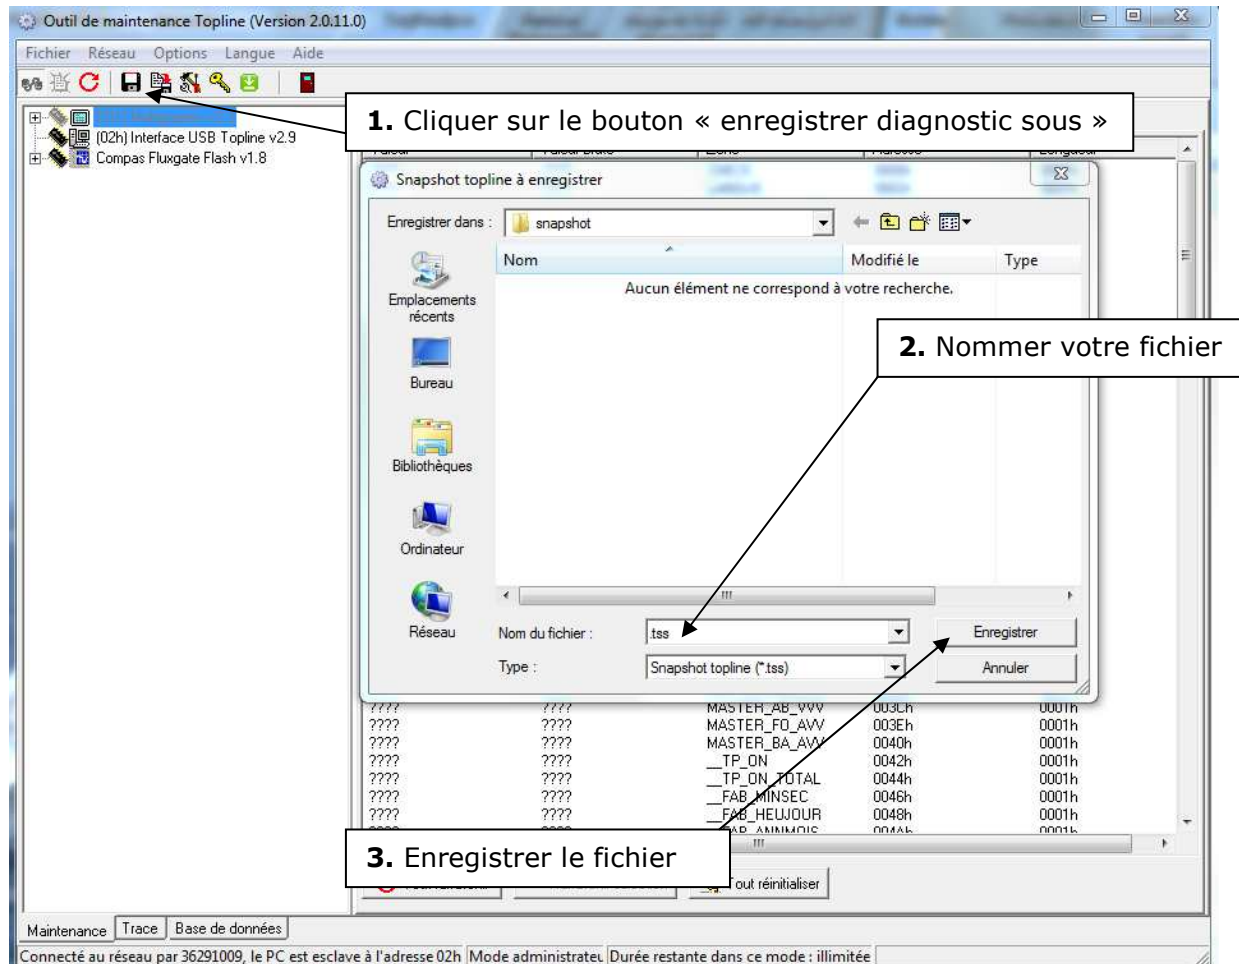 Outil de maintenance Topline (Version 2.0.11.0)
Fichier Réseau Options Langue Aide
1. Cliquer sur le bouton « enregistrer diagnostic sous »
(02h) Interface USB Topline v2.9
Compas Fluxgate Flash v1.8
Snapshot topline à enregistrer
Enregistrer dans : snapshot
Nom Modifié le Type
Aucun élément ne correspond à votre recherche.
Emplacements
récents
2. Nommer votre fichier
Bureau
Bibliothèques
Ordinateur
Réseau
Nom du fichier : .tss Enregistrer
Type : Snapshot topline (*.tss) Annuler
???? ???? MASTER_AB_VVV 003Ch 0001h
???? ???? MASTER_FO_AVV 003Eh 0001h
???? ???? MASTER_BA_AVV 0040h 0001h
???? ???? __TP_ON 0042h 0001h
???? ???? __TP_ON_TOTAL 0044h 0001h
???? ???? __FAB_MINSEC 0046h 0001h
???? ???? __FAB_HEUJOUR 0048h 0001h
3. Enregistrer le fichier
Tout réinitialiser
Maintenance Trace Base de données
Connecté au réseau par 36291009, le PC est esclave à l'adresse 02h Mode administrateu Durée restante dans ce mode : illimitée